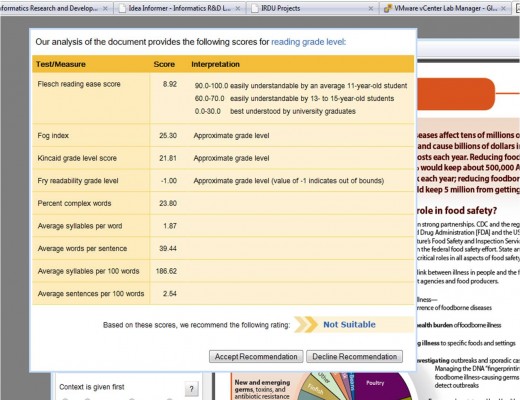 nformatics Research and Develop...
Idea Informer - Informatics R&D L...
IRDU Projects
VMware vCenter Lab Manager - Gl...
Our analysis of the document provides the following scores for reading grade level:
Test/Measure Score Interpretation
Flesch reading ease score 8.92 90.0-100.0 easily understandable by an average 11-year-old student
60.0-70.0 easily understandable by 13- to 15-year-old students
0.0-30.0 best understood by university graduates
Fog index 25.30 Approximate grade level
Kincaid grade level score 21.81 Approximate grade level
Fry readability grade level -1.00 Approximate grade level (value of -1 indicates out of bounds)
Percent complex words 23.80
Average syllables per word 1.87
Average words per sentence 39.44
Average syllables per 100 words 186.62
Average sentences per 100 words 2.54
Based on these scores, we recommend the following rating: Not Suitable
Accept Recommendation Decline Recommendation
Context is given first ?
eases affect tens of millions o
and cause billions of dollars i
osts each year. Reducing food
would keep about 500,000 A
each year; reducing foodbor
ld keep 5 million from getting
role in food safety?
n strong partnerships. CDC and the reg
d Drug Administration [FDA] and the US
ture's Food Safety and Inspection Servic
n the federal food safety effort. State an
critical roles in all aspects of food safety
link between illness in people and the f
t agencies and food producers.
illness—
rrence of foodborne diseases
health burden of foodborne illness
g illness to specific foods and settings
vestigating outbreaks and sporadic cas
Managing the DNA "fingerprintin
foodborne illness-causing germs
detect outbreaks
New and emerging
germs, toxins, and
antibiotic resistance
Other
Poultry